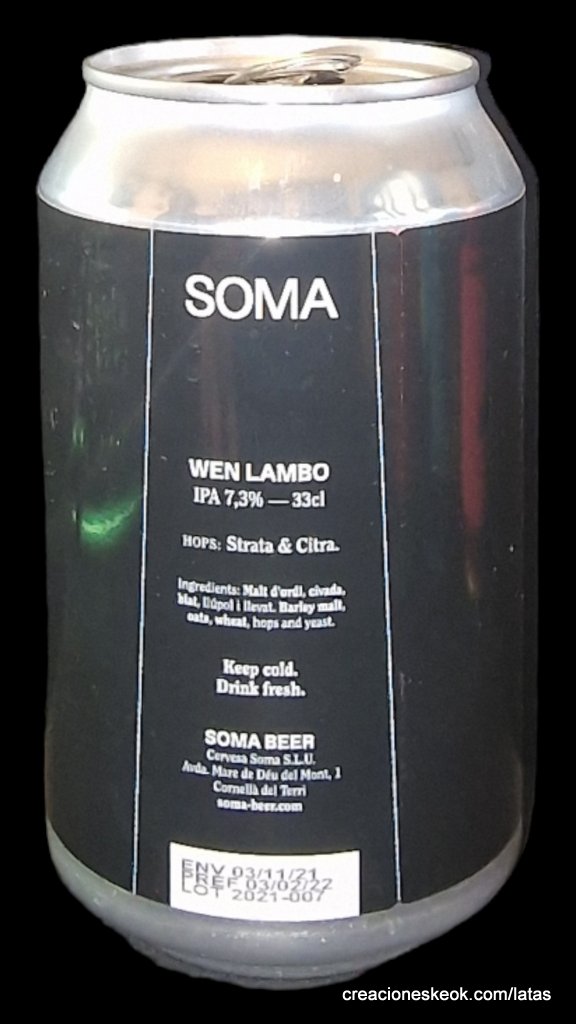 SOMA
WEN LAMBO
IPA 7,3% — 33cl
HOPS: Strata & Citra.
Ingredients: Malt d'ordi, civada,
blat, llúpol i llevat. Barley malt,
oats, wheat, hops and yeast.
Keep cold.
Drink fresh.
SOMA BEER
Cervesa Soma S.L.U.
Avda. Mare de Déu del Mont, 1
Cornellà del Terri
soma-beer.com
ENV 03/11/21
PREF 03/02/22
LOT 2021-007
creacioneskeok.com/latas